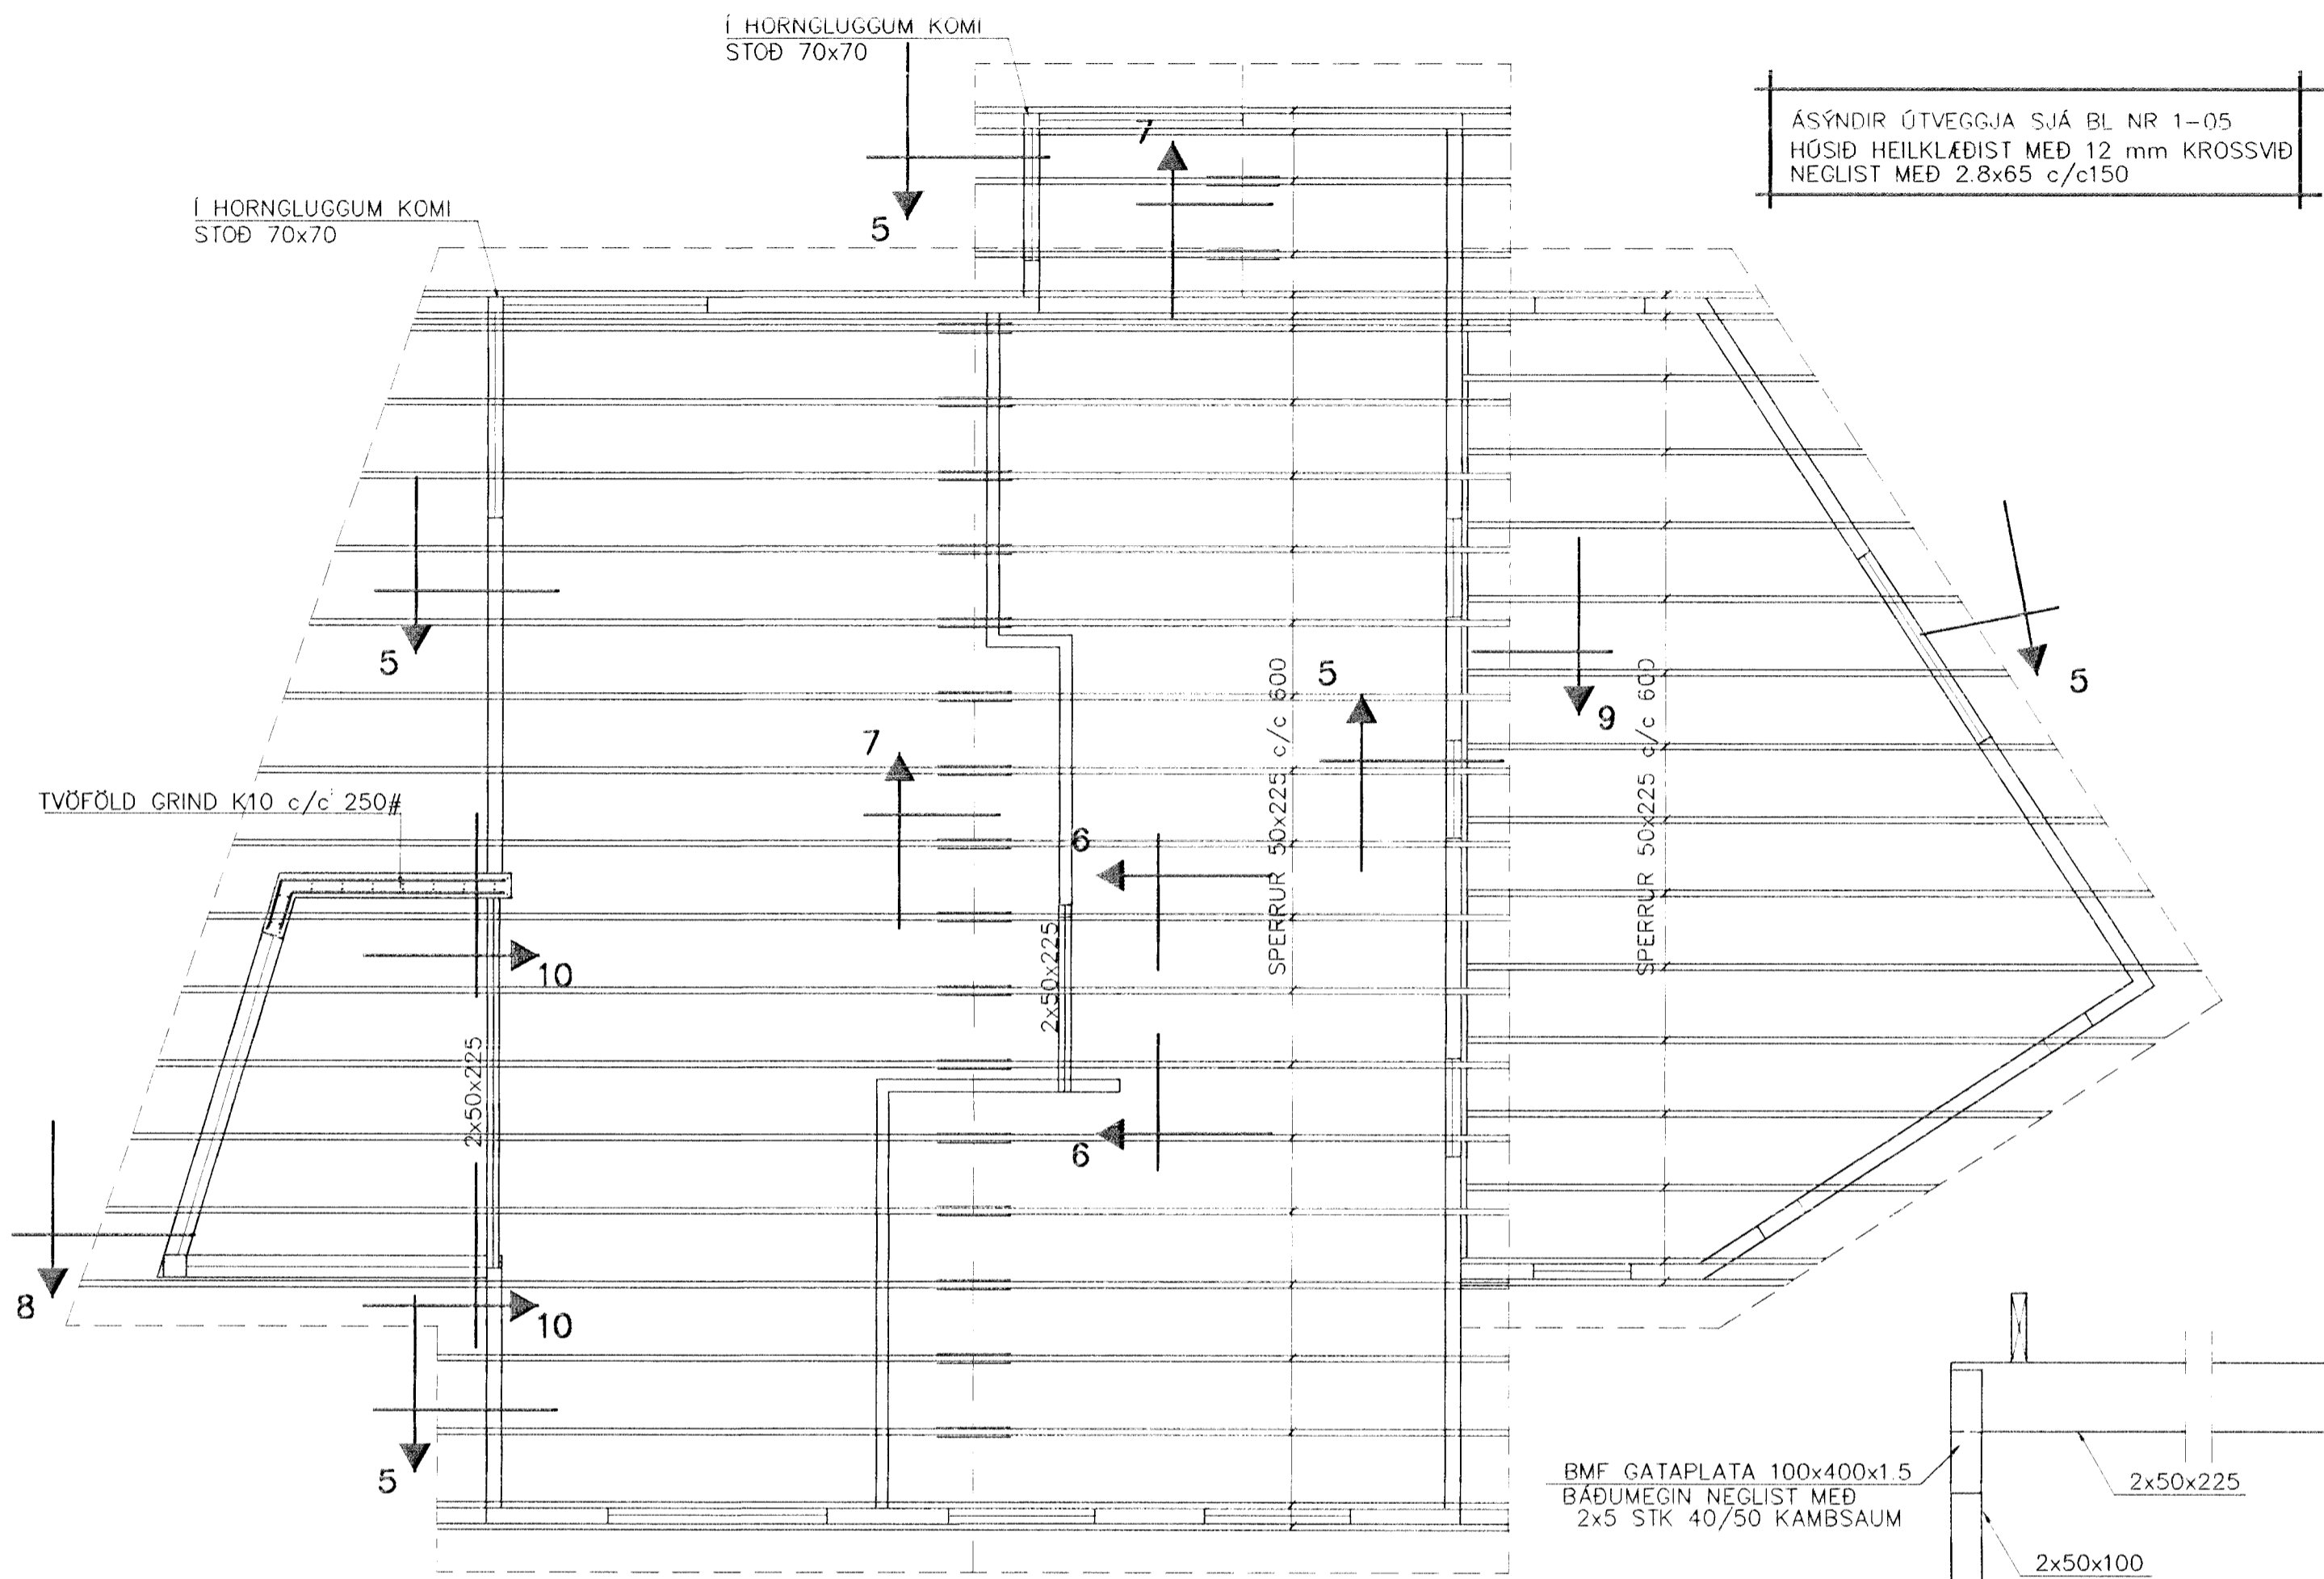 Í HORNGLUGGUM KOMI
STOÐ 70x70
ÁSÝNDIR ÚTVEGGJA SJÁ BL NR 1-05
HÚSIÐ HEILKLÆÐIST MEÐ 12 mm KROSSVIÐ
NEGLIST MEÐ 2.8x65 c/c150
7
5
Í HORNGLUGGUM KOMI
STOÐ 70x70
5
5
9
5
SPERRUR 50x225 c/c 600
SPERRUR 50x225 c/c 600
7
TVÖFÖLD GRIND K10 c/c 250#
6
2x50x225
10
2x50x225
6
8
10
5
BMF GATAPLATA 100x400x1.5
BÁÐUMEGIN NEGLIST MEÐ
2x5 STK 40/50 KAMBSAUM
2x50x225
2x50x100